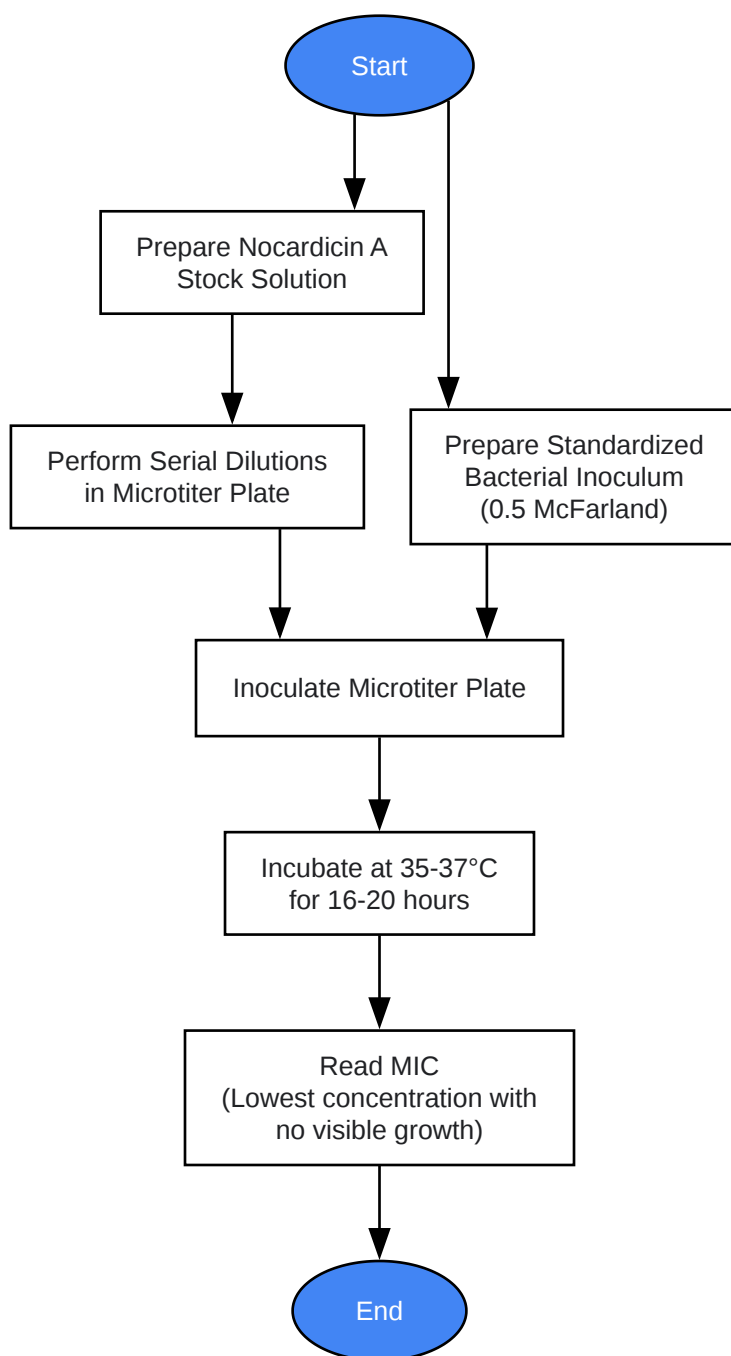 Start
Prepare Nocardicin A
Stock Solution
Perform Serial Dilutions
in Microtiter Plate
Prepare Standardized
Bacterial Inoculum
(0.5 McFarland)
Inoculate Microtiter Plate
Incubate at 35-37°C
for 16-20 hours
Read MIC
(Lowest concentration with
no visible growth)
End